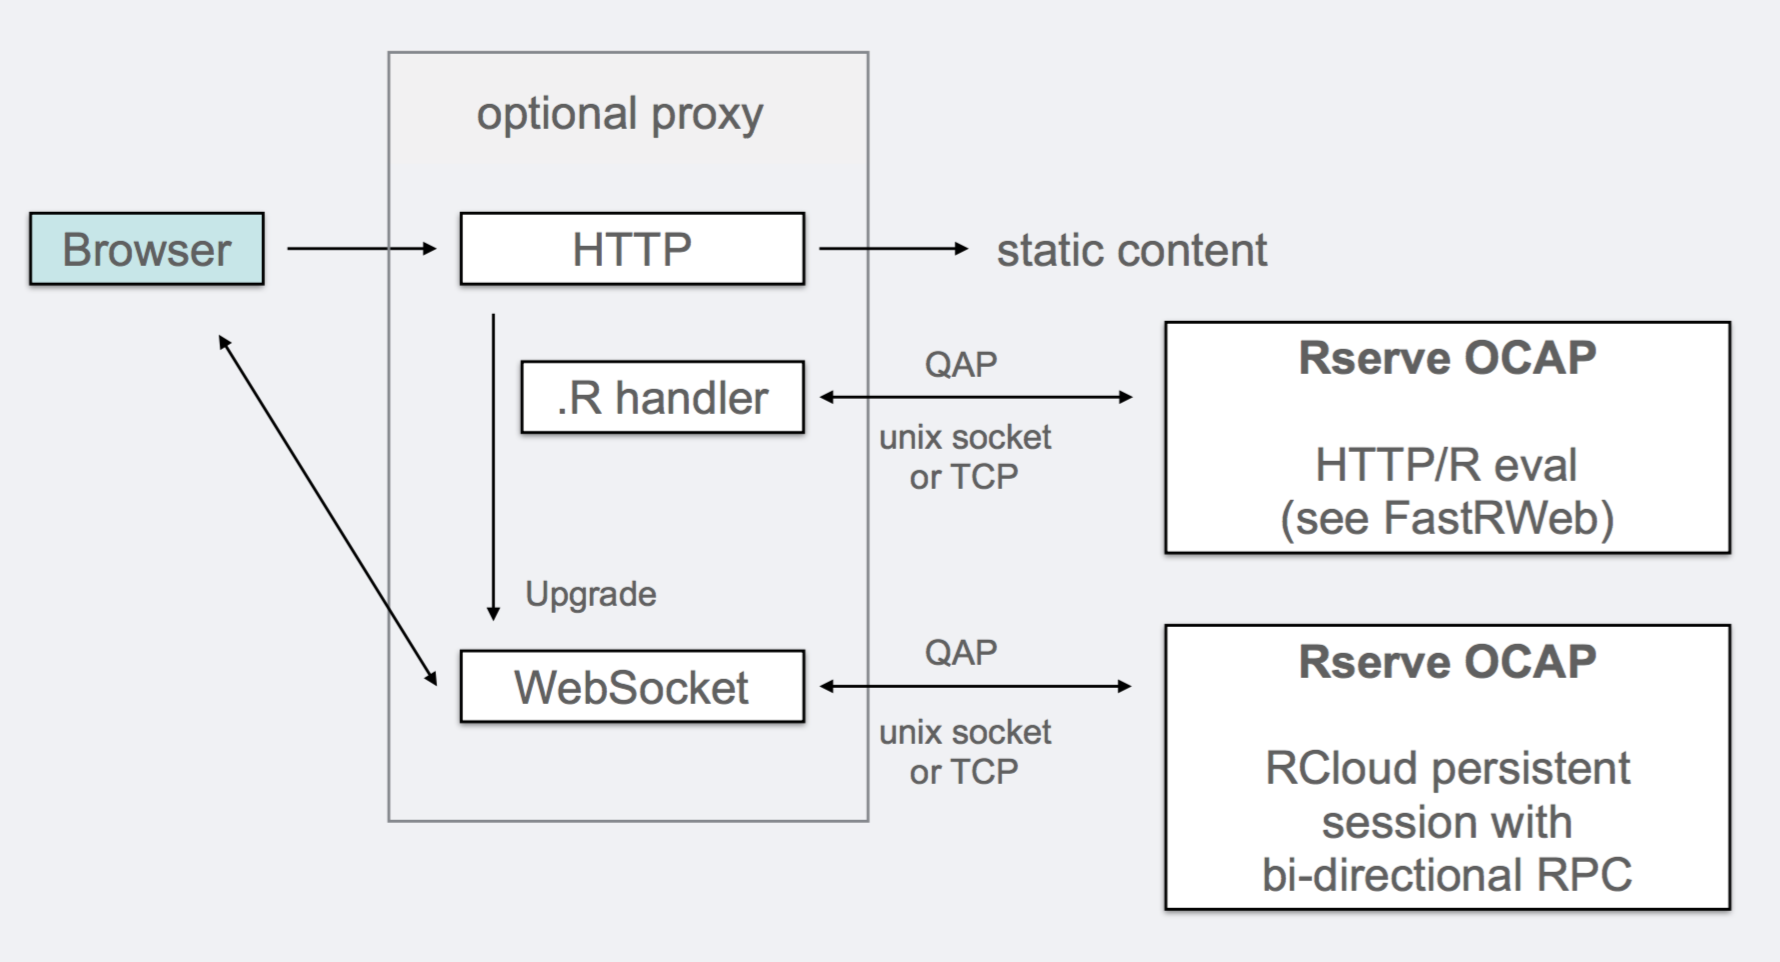 optional proxy
Browser
HTTP
static content
.R handler
QAP
unix socket
or TCP
Rserve OCAP
HTTP/R eval
(see FastRWeb)
Upgrade
WebSocket
QAP
unix socket
or TCP
Rserve OCAP
RCloud persistent
session with
bi-directional RPC